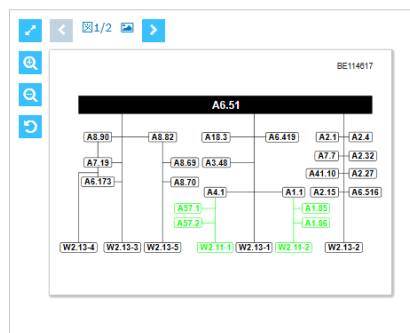 图1/2
BE114617
A6.51
A8.90 A8.82 A18.3 A6.419 A2.1 A2.4
A7.19 A8.69 A3.48 A7.7 A2.32
A41.10 A2.27
A6.173 A8.70
A4.1 A1.1 A2.15 A6.516
A57.1 A1.85
A57.2 A1.86
W2.13-4 W2.13-3 W2.13-5 W2.11-1 W2.13-1 W2.11-2 W2.13-2